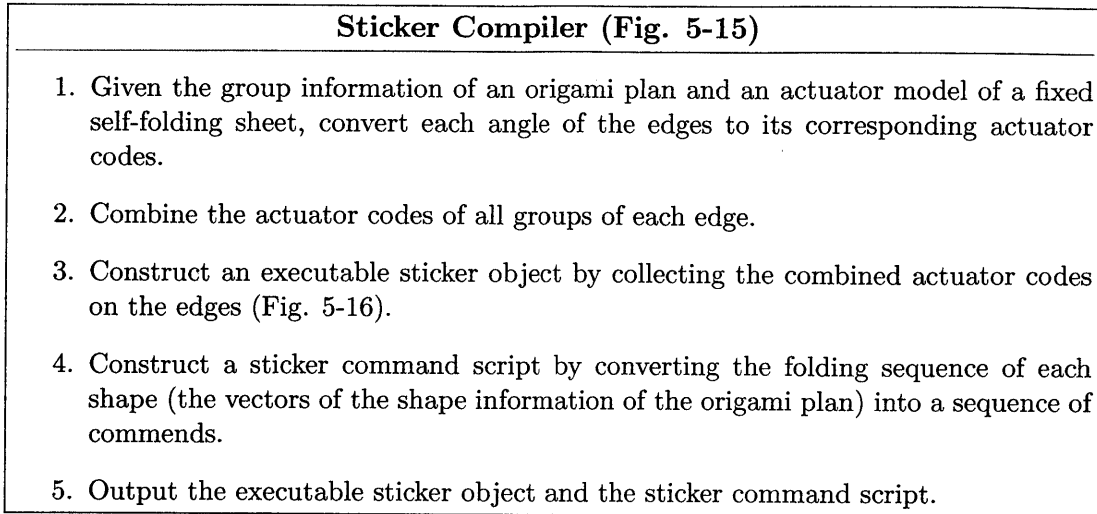 Sticker Compiler (Fig. 5-15)
1. Given the group information of an origami plan and an actuator model of a fixed
self-folding sheet, convert each angle of the edges to its corresponding actuator
codes.
2. Combine the actuator codes of all groups of each edge.
3. Construct an executable sticker object by collecting the combined actuator codes
on the edges (Fig. 5-16).
4. Construct a sticker command script by converting the folding sequence of each
shape (the vectors of the shape information of the origami plan) into a sequence of
commends.
5. Output the executable sticker object and the sticker command script.